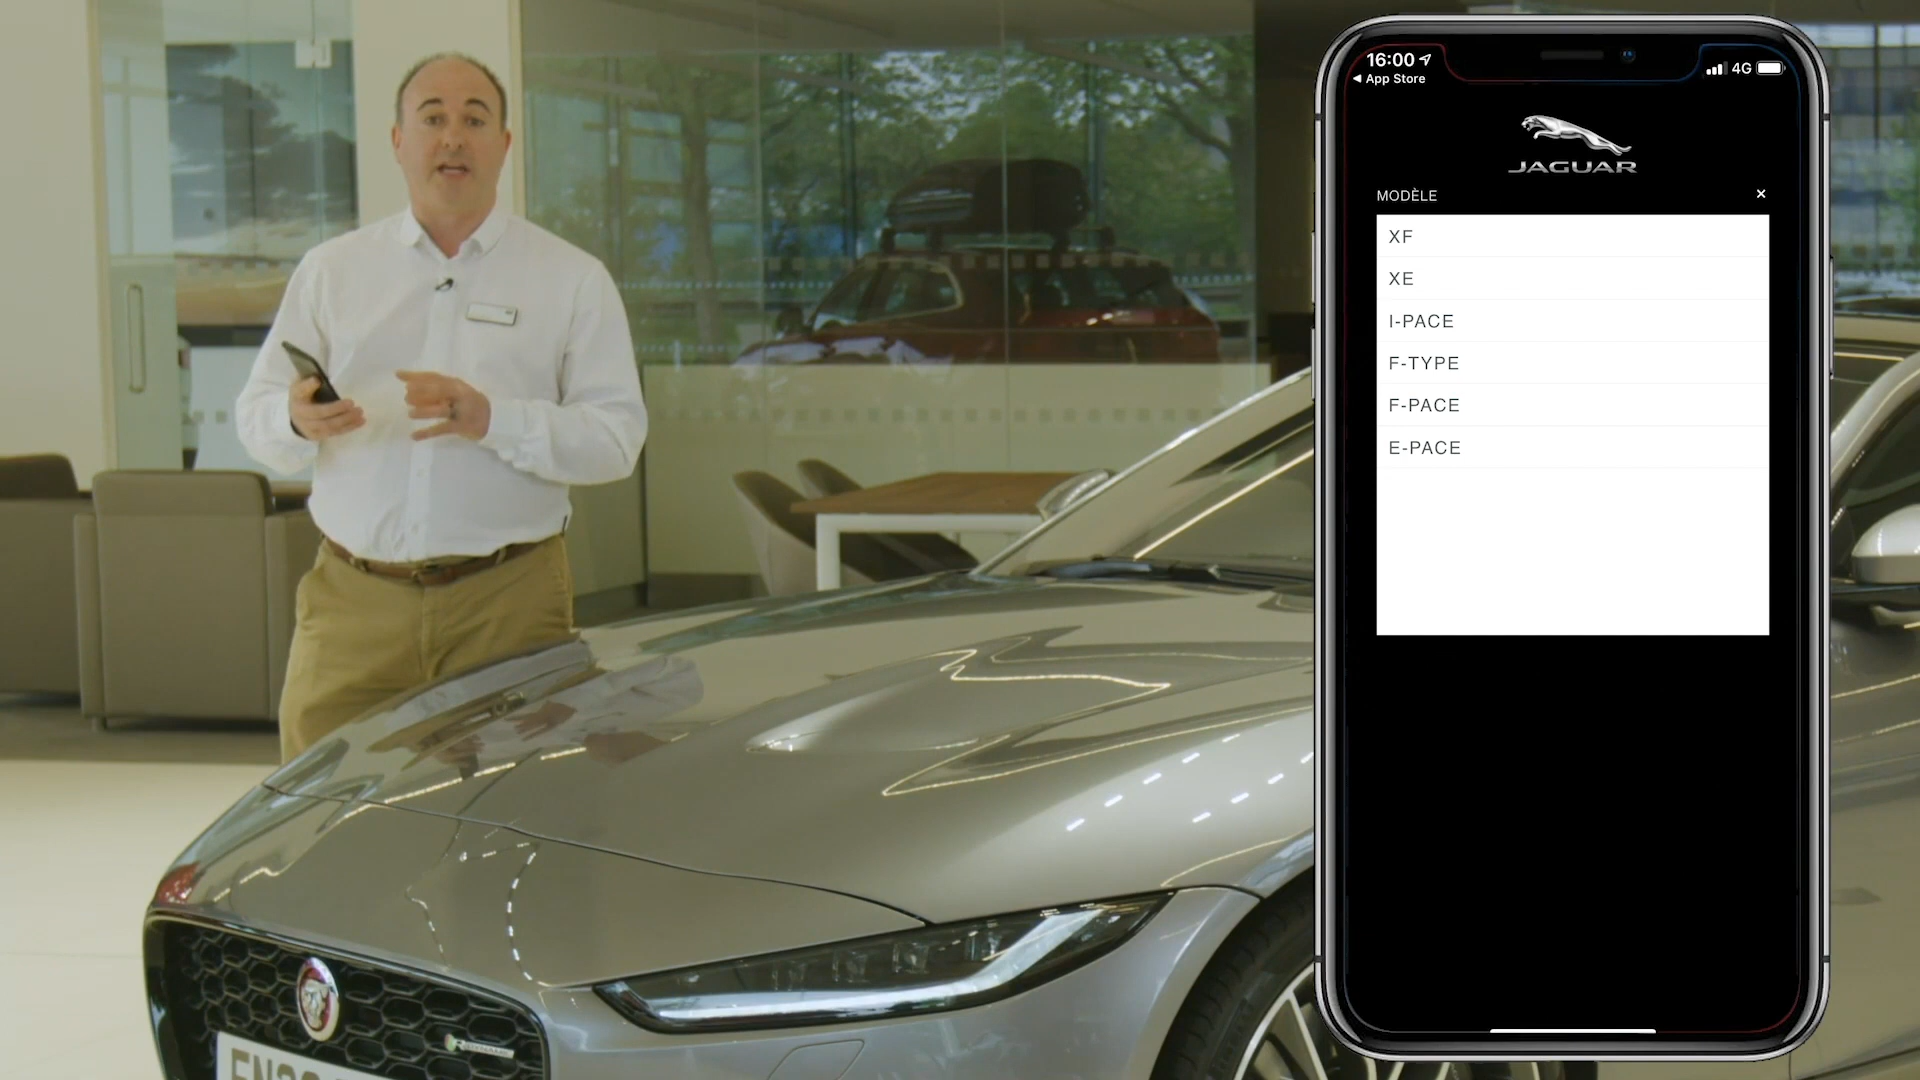 16:00
4G
App Store
JAGUAR
MODÈLE
XF
XE
I-PACE
F-TYPE
F-PACE
E-PACE